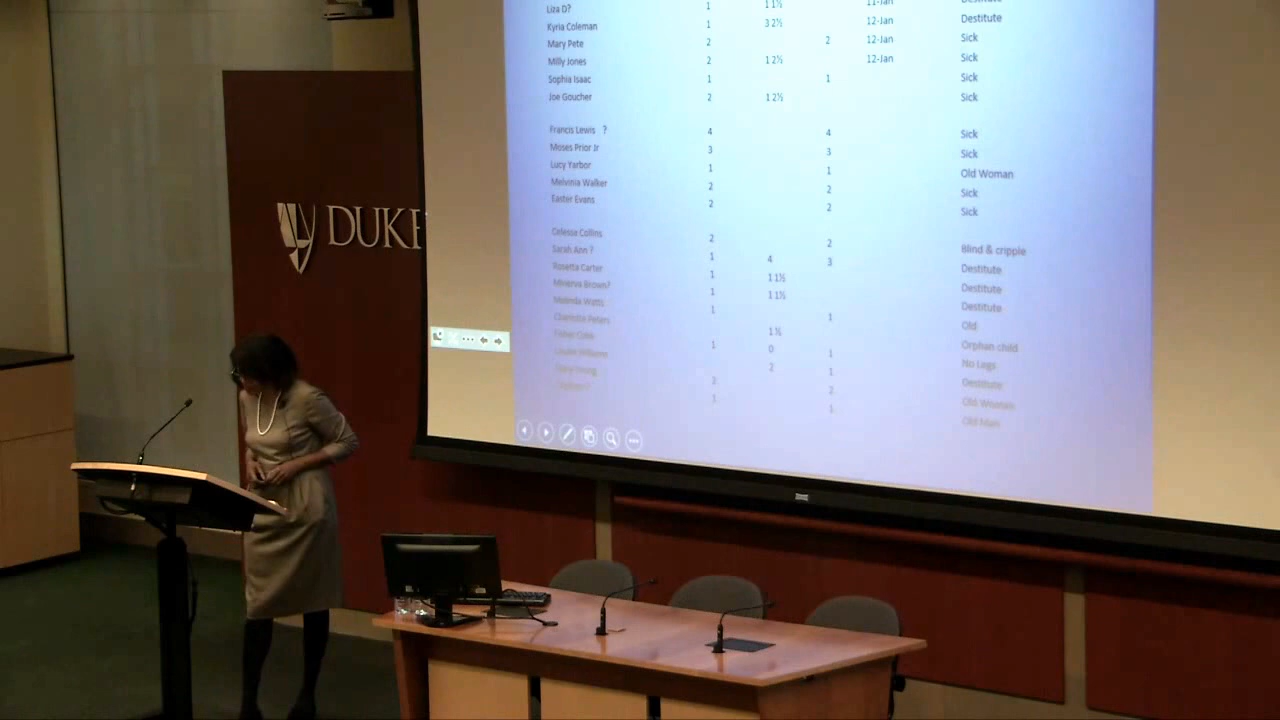 DUKE
Liza D? 1 1 1½ 11-Jan Destitute
Kyria Coleman 1 3 2½ 12-Jan Destitute
Mary Pete 2 2 12-Jan Sick
Milly Jones 2 1 2½ 12-Jan Sick
Sophia Isaac 1 1 Sick
Joe Goucher 2 1 2½ Sick
Francis Lewis ? 4 4 Sick
Moses Prior Jr 3 3 Sick
Lucy Yarbor 1 1 Old Woman
Melvinia Walker 2 2 Sick
Easter Evans 2 2 Sick
Celessa Collins 2 2 Blind & cripple
Sarah Ann ? 1 4 3 Destitute
Rosetta Carter 1 1 1½ Destitute
Minerva Brown? 1 1 1½ Destitute
Malinda Watts 1 1 Old
Charlotte Peters 1½ Orphan child
1 0 1 No Legs
Louisa Williams 2 1 Destitute
Young 3 2 Old Woman
1 1 Old Man